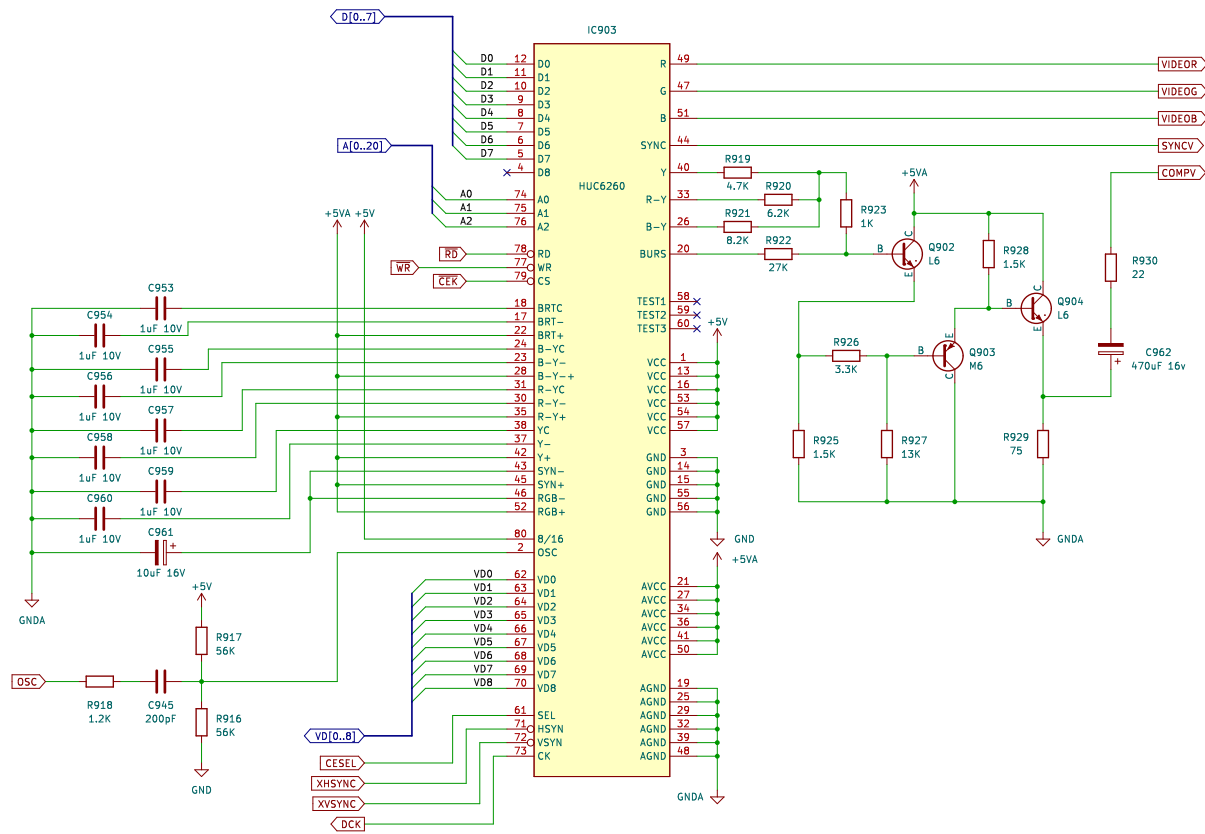 D[0..7]
IC903
D0 12 D0
D1 11 D1
D2 10 D2
D3 9 D3
D4 8 D4
D5 7 D5
D6 6 D6
D7 5 D7
4 D8
A[0..20]
A0 74 A0
A1 75 A1
A2 76 A2
HUC6260
+5VA +5V
RD 78 RD
WR 77 WR
CEK 79 CS
18 BRTC
17 BRT-
22 BRT+
24 B-YC
23 B-Y-
28 B-Y-+
31 R-YC
30 R-Y-
35 R-Y+
38 YC
37 Y-
42 Y+
43 SYN-
45 SYN+
46 RGB-
52 RGB+
80 8/16
2 OSC
C953
1uF 10V
C954
1uF 10V
C955
1uF 10V
C956
1uF 10V
C957
1uF 10V
C958
1uF 10V
C959
1uF 10V
C960
1uF 10V
C961
+
10uF 16V
GNDA
+5V
R917
56K
OSC
R918
1.2K
C945
200pF
R916
56K
GND
VD0 62 VD0
VD1 63 VD1
VD2 64 VD2
VD3 65 VD3
VD4 66 VD4
VD5 67 VD5
VD6 68 VD6
VD7 69 VD7
VD8 70 VD8
VD[0..8]
61 SEL
71 HSYN
72 VSYN
73 CK
CESEL
XHSYNC
XVSYNC
DCK
R 49 VIDEOR
G 47 VIDEOG
B 51 VIDEOB
SYNC 44 SYNCV
COMPV
Y 40
R-Y 33
B-Y 26
BURS 20
R919
4.7K
R920
6.2K
R921
8.2K
R922
27K
R923
1K
TEST1 58
TEST2 59
TEST3 60
+5V
VCC 1
VCC 13
VCC 16
VCC 53
VCC 54
VCC 57
GND 3
GND 14
GND 15
GND 55
GND 56
GND
+5VA
AVCC 21
AVCC 27
AVCC 34
AVCC 36
AVCC 41
AVCC 50
AGND 19
AGND 25
AGND 29
AGND 32
AGND 39
AGND 48
GNDA
+5VA
B C E
Q902
L6
R928
1.5K
B C E
Q904
L6
R930
22
R926
3.3K
B E C
Q903
M6
C962
+
470uF 16v
R925
1.5K
R927
13K
R929
75
GNDA